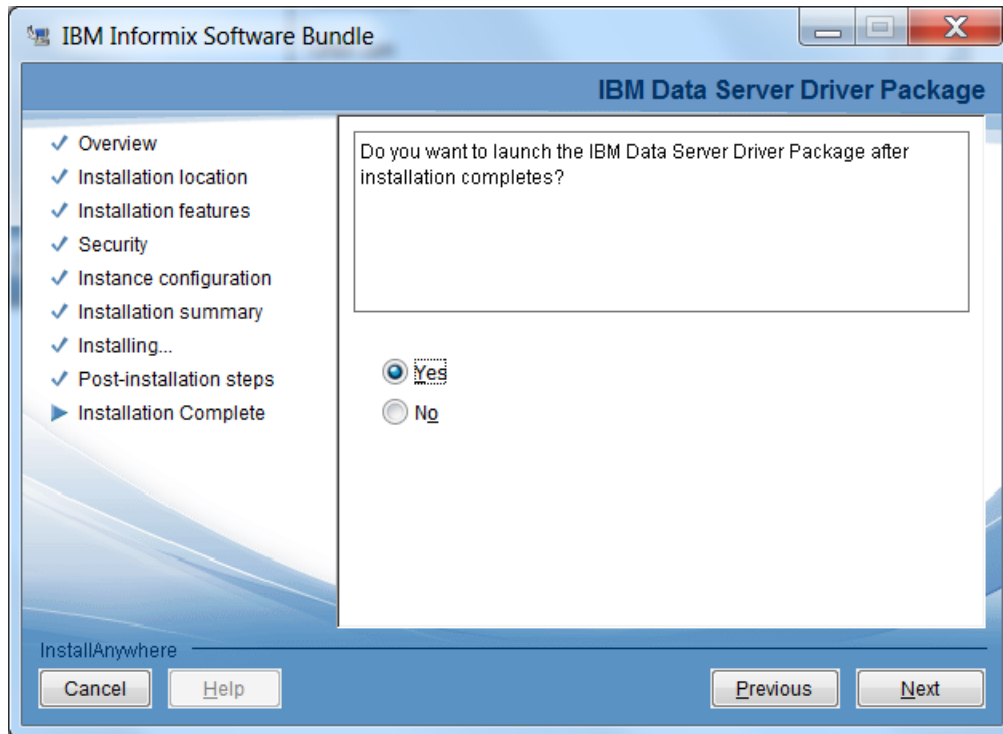 IBM Informix Software Bundle
IBM Data Server Driver Package
Overview
Installation location
Installation features
Security
Instance configuration
Installation summary
Installing...
Post-installation steps
Installation Complete
Do you want to launch the IBM Data Server Driver Package after
installation completes?
Yes
No
InstallAnywhere
Cancel
Help
Previous
Next